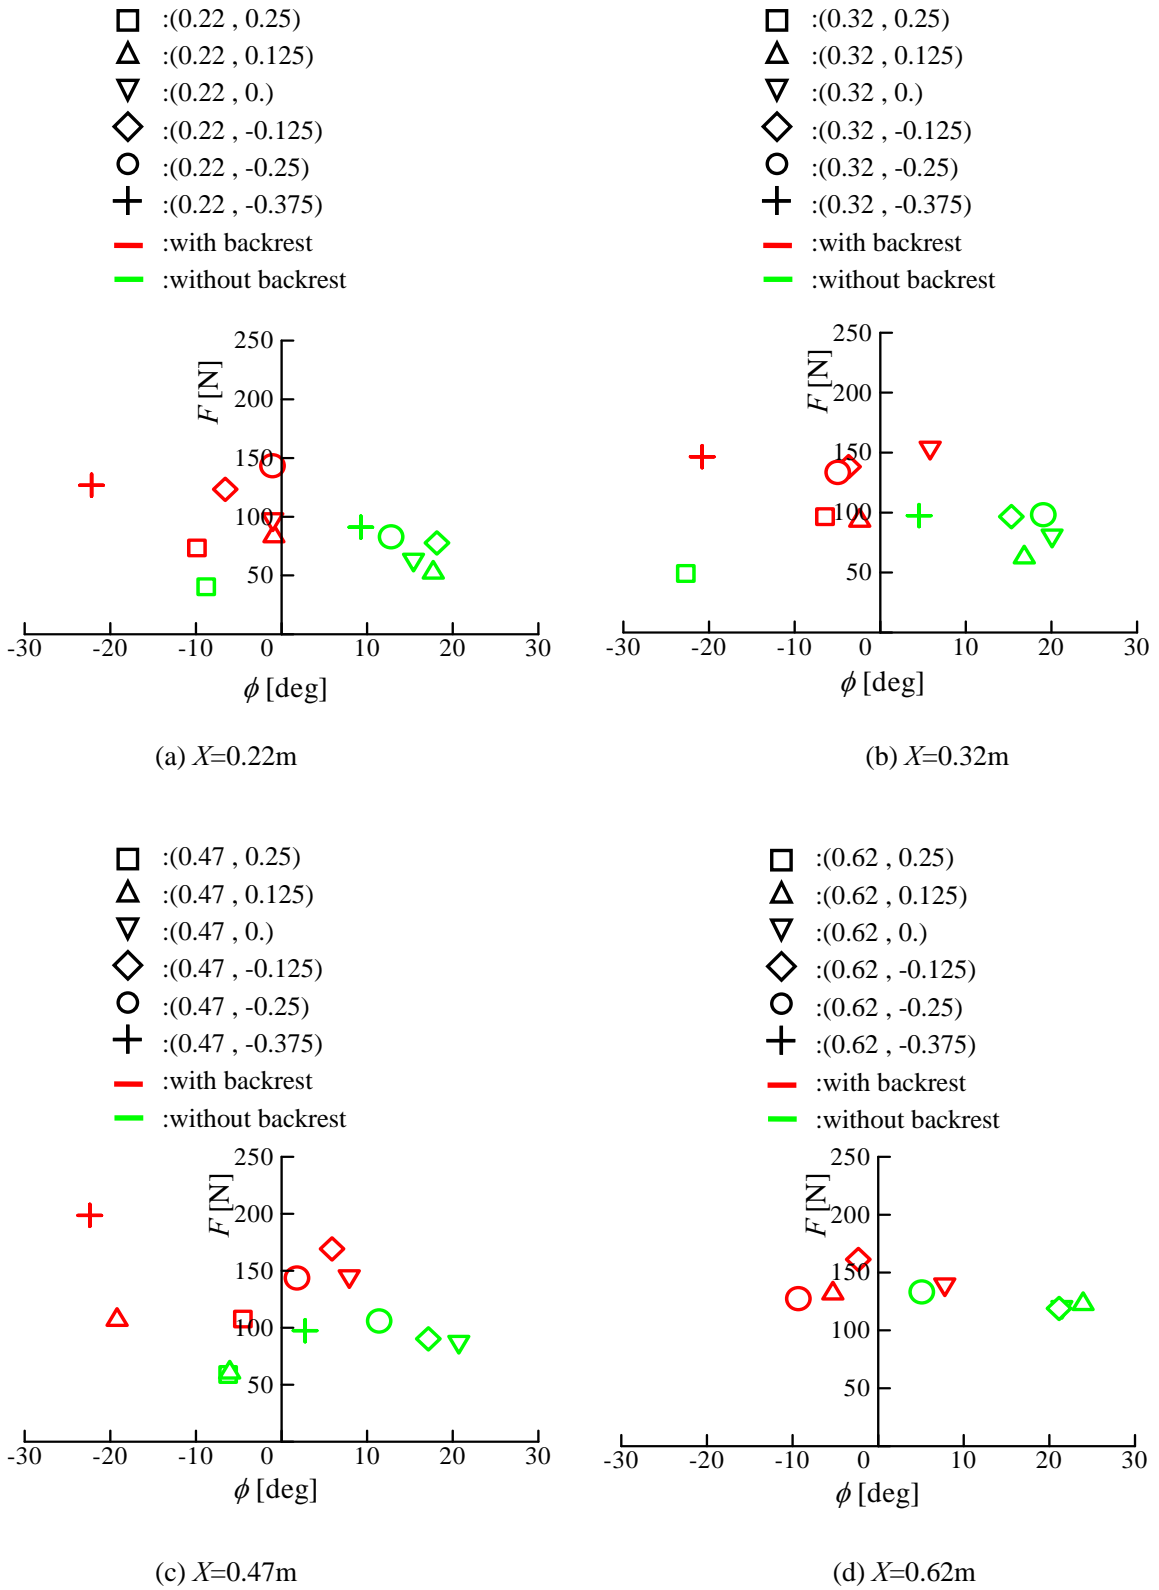 :(0.22 , 0.25)
:(0.22 , 0.125)
:(0.22 , 0.)
:(0.22 , -0.125)
:(0.22 , -0.25)
:(0.22 , -0.375)
:with backrest
:without backrest
250
200
150
100
50
F [N]
-30 -20 -10 0 10 20 30
ϕ [deg]
(a) X=0.22m
:(0.32 , 0.25)
:(0.32 , 0.125)
:(0.32 , 0.)
:(0.32 , -0.125)
:(0.32 , -0.25)
:(0.32 , -0.375)
:with backrest
:without backrest
250
200
150
100
50
F [N]
-30 -20 -10 0 10 20 30
ϕ [deg]
(b) X=0.32m
:(0.47 , 0.25)
:(0.47 , 0.125)
:(0.47 , 0.)
:(0.47 , -0.125)
:(0.47 , -0.25)
:(0.47 , -0.375)
:with backrest
:without backrest
250
200
150
100
50
F [N]
-30 -20 -10 0 10 20 30
ϕ [deg]
(c) X=0.47m
:(0.62 , 0.25)
:(0.62 , 0.125)
:(0.62 , 0.)
:(0.62 , -0.125)
:(0.62 , -0.25)
:(0.62 , -0.375)
:with backrest
:without backrest
250
200
150
100
50
F [N]
-30 -20 -10 0 10 20 30
ϕ [deg]
(d) X=0.62m